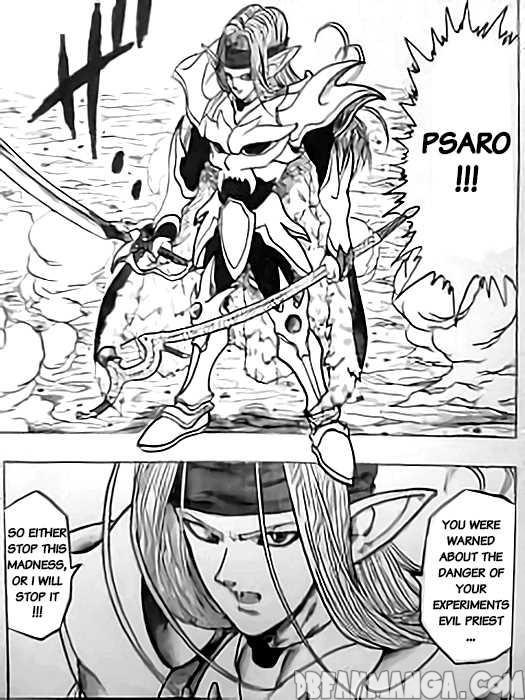 PSARO
!!!
YOU WERE
WARNED
ABOUT THE
DANGER OF
YOUR
EXPERIMENTS
EVIL PRIEST
...
SO EITHER
STOP THIS
MADNESS,
OR I WILL
STOP IT
!!!
DREAKMANGA.COM